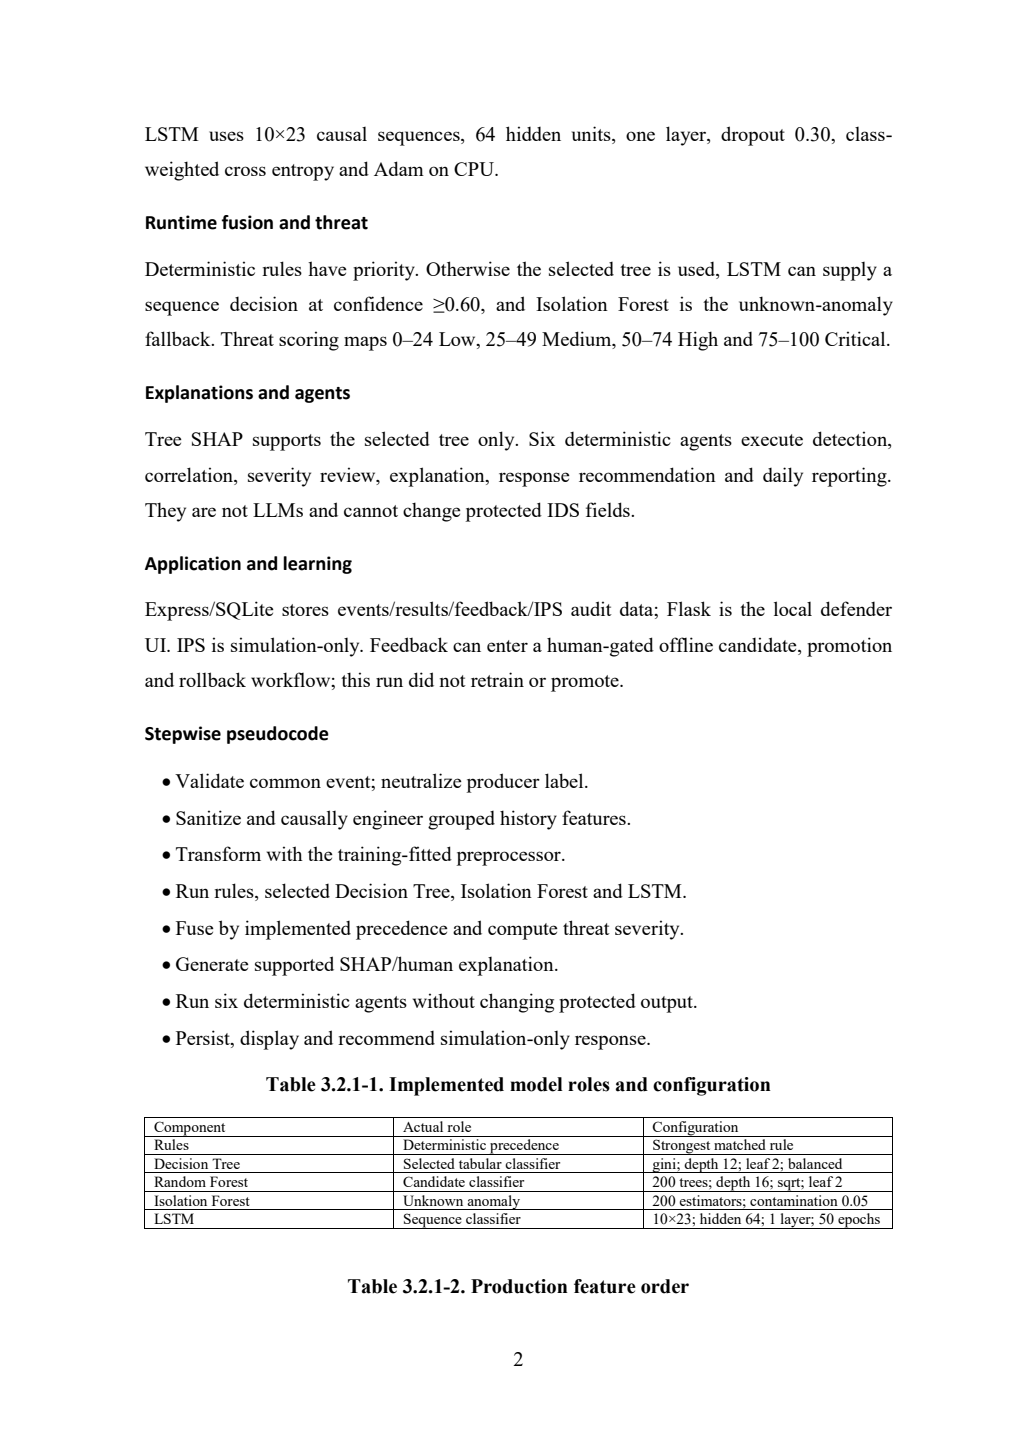 LSTM uses 10×23 causal sequences, 64 hidden units, one layer, dropout 0.30, class-
weighted cross entropy and Adam on CPU.
Runtime fusion and threat
Deterministic rules have priority. Otherwise the selected tree is used, LSTM can supply a
sequence decision at confidence ≥0.60, and Isolation Forest is the unknown-anomaly
fallback. Threat scoring maps 0–24 Low, 25–49 Medium, 50–74 High and 75–100 Critical.
Explanations and agents
Tree SHAP supports the selected tree only. Six deterministic agents execute detection,
correlation, severity review, explanation, response recommendation and daily reporting.
They are not LLMs and cannot change protected IDS fields.
Application and learning
Express/SQLite stores events/results/feedback/IPS audit data; Flask is the local defender
UI. IPS is simulation-only. Feedback can enter a human-gated offline candidate, promotion
and rollback workflow; this run did not retrain or promote.
Stepwise pseudocode
• Validate common event; neutralize producer label.
• Sanitize and causally engineer grouped history features.
• Transform with the training-fitted preprocessor.
• Run rules, selected Decision Tree, Isolation Forest and LSTM.
• Fuse by implemented precedence and compute threat severity.
• Generate supported SHAP/human explanation.
• Run six deterministic agents without changing protected output.
• Persist, display and recommend simulation-only response.
Table 3.2.1-1. Implemented model roles and configuration
Component Actual role Configuration
Rules Deterministic precedence Strongest matched rule
Decision Tree Selected tabular classifier gini; depth 12; leaf 2; balanced
Random Forest Candidate classifier 200 trees; depth 16; sqrt; leaf 2
Isolation Forest Unknown anomaly 200 estimators; contamination 0.05
LSTM Sequence classifier 10×23; hidden 64; 1 layer; 50 epochs
Table 3.2.1-2. Production feature order
2